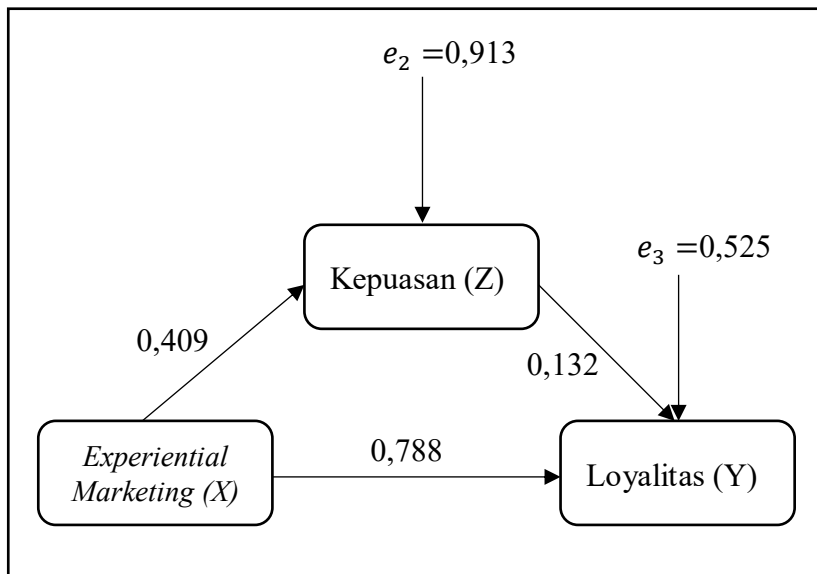 𝑒₂ =0,913
𝑒₃ =0,525
Kepuasan (Z)
0,409
0,132
Experiential
Marketing (X)
0,788
Loyalitas (Y)